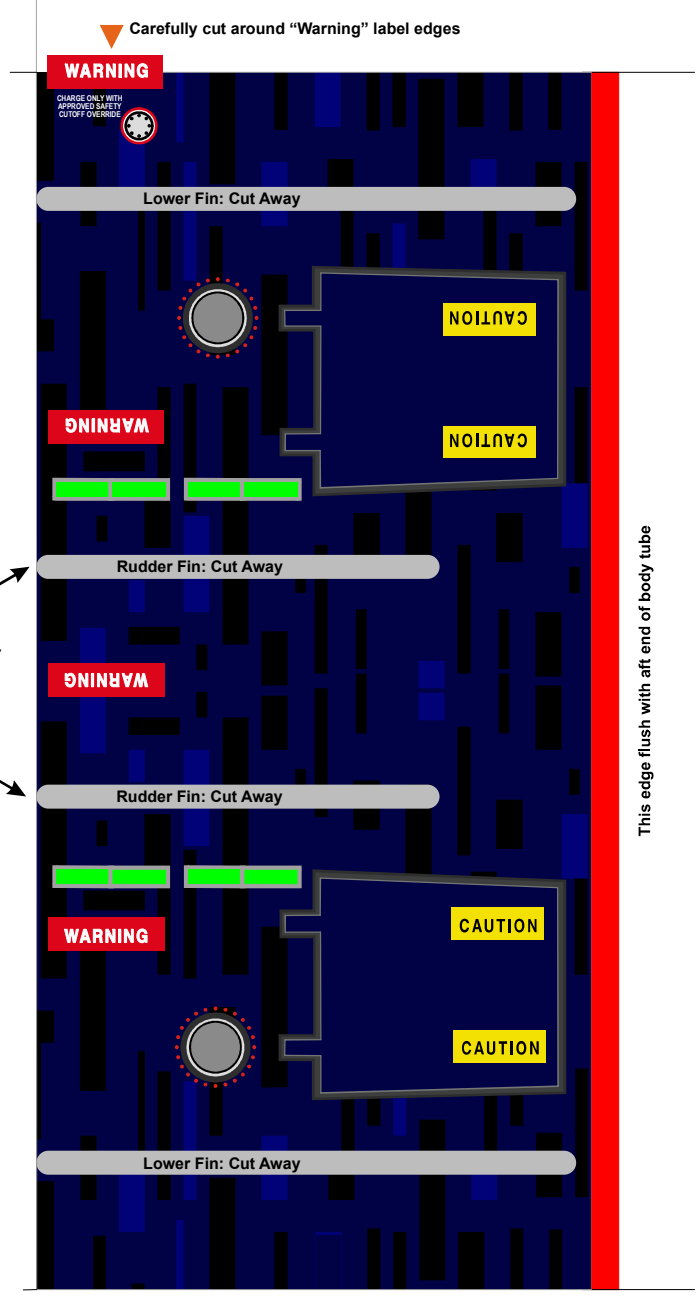 Carefully cut around “Warning” label edges
WARNING
CHARGE ONLY WITH
APPROVED SAFETY
CUTOFF OVERRIDE
Lower Fin: Cut Away
CAUTION
WARNING
CAUTION
Rudder Fin: Cut Away
This edge flush with aft end of body tube
WARNING
Rudder Fin: Cut Away
CAUTION
WARNING
CAUTION
Lower Fin: Cut Away